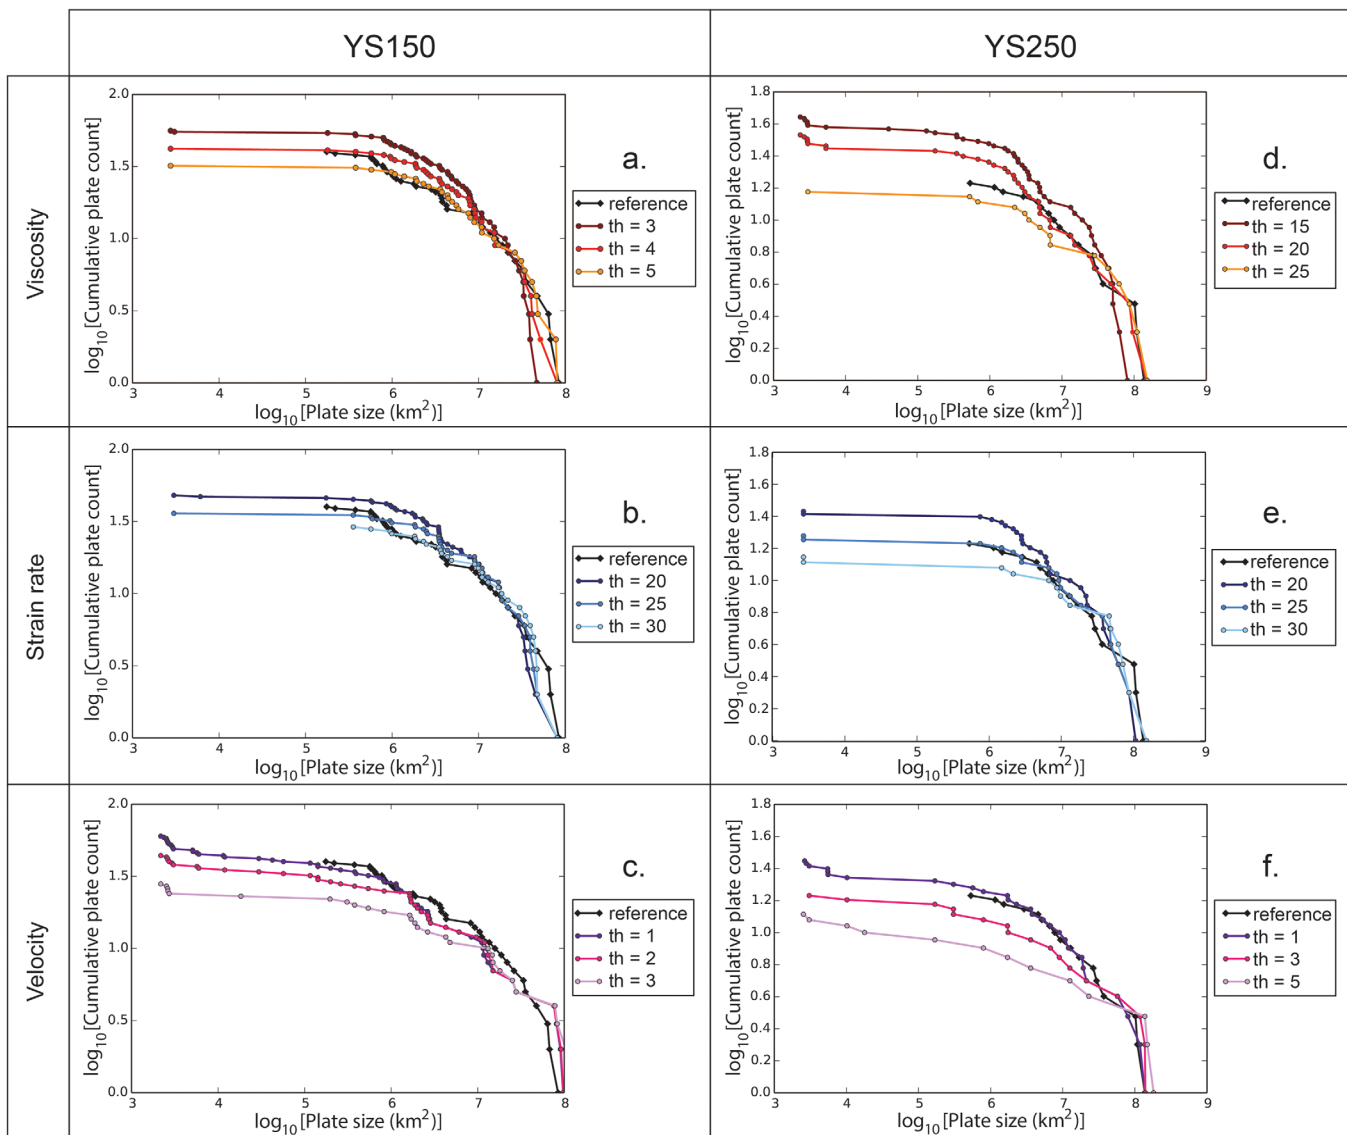 YS150
YS250
Viscosity
log10[Cumulative plate count]
2.0
1.5
1.0
0.5
0.0
3 4 5 6 7 8
log10[Plate size (km2)]
a.
reference
th = 3
th = 4
th = 5
log10[Cumulative plate count]
1.8
1.6
1.4
1.2
1.0
0.8
0.6
0.4
0.2
0.0
3 4 5 6 7 8 9
log10[Plate size (km2)]
d.
reference
th = 15
th = 20
th = 25
Strain rate
log10[Cumulative plate count]
2.0
1.5
1.0
0.5
0.0
3 4 5 6 7 8
log10[Plate size (km2)]
b.
reference
th = 20
th = 25
th = 30
log10[Cumulative plate count]
1.8
1.6
1.4
1.2
1.0
0.8
0.6
0.4
0.2
0.0
3 4 5 6 7 8 9
log10[Plate size (km2)]
e.
reference
th = 20
th = 25
th = 30
Velocity
log10[Cumulative plate count]
2.0
1.5
1.0
0.5
0.0
3 4 5 6 7 8
log10[Plate size (km2)]
c.
reference
th = 1
th = 2
th = 3
log10[Cumulative plate count]
1.8
1.6
1.4
1.2
1.0
0.8
0.6
0.4
0.2
0.0
3 4 5 6 7 8 9
log10[Plate size (km2)]
f.
reference
th = 1
th = 3
th = 5